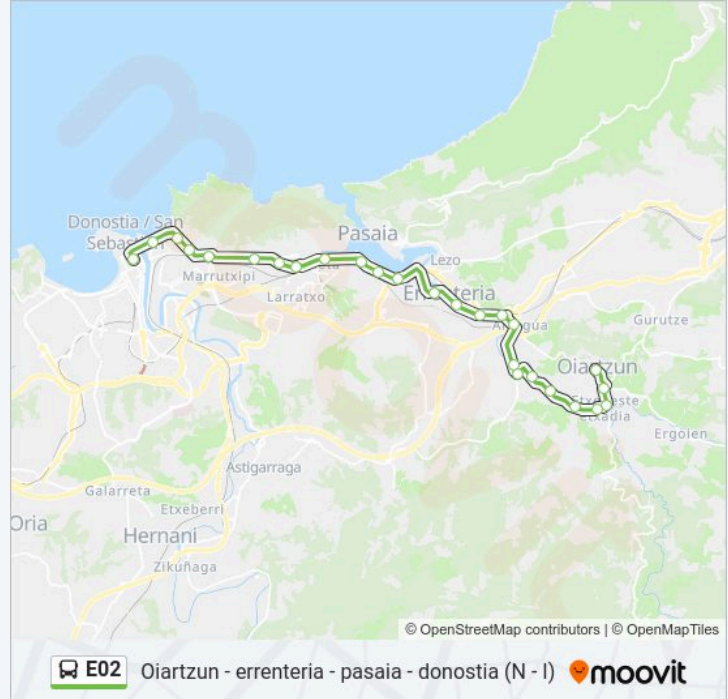 Donostia / San
Sebastián
Pasaia
Lezo
Marrutxipi
Larratxo
Errenteria
Gurutze
Oiartzun
Ergoien
Astigarraga
Galarreta
Etxeberri
Oria
Hernani
Zikuñaga
© OpenStreetMap contributors | © OpenMapTiles
E02 Oiartzun - errenteria - pasaia - donostia (N - I) moovit